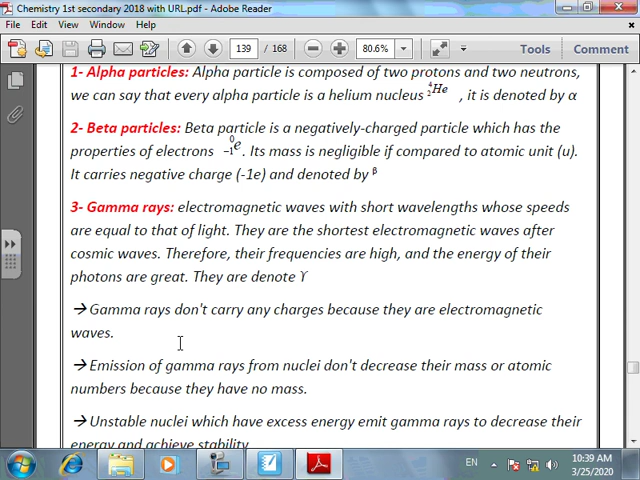 Chemistry 1st secondary 2018 with URL.pdf - Adobe Reader
File Edit View Window Help
139 / 168 80.6% Tools Comment
1- Alpha particles: Alpha particle is composed of two protons and two neutrons,
we can say that every alpha particle is a helium nucleus ⁴₂He , it is denoted by α
2- Beta particles: Beta particle is a negatively-charged particle which has the
properties of electrons ⁰₋₁e. Its mass is negligible if compared to atomic unit (u).
It carries negative charge (-1e) and denoted by β
3- Gamma rays: electromagnetic waves with short wavelengths whose speeds
are equal to that of light. They are the shortest electromagnetic waves after
cosmic waves. Therefore, their frequencies are high, and the energy of their
photons are great. They are denote ϒ
→ Gamma rays don't carry any charges because they are electromagnetic
waves.
→ Emission of gamma rays from nuclei don't decrease their mass or atomic
numbers because they have no mass.
→ Unstable nuclei which have excess energy emit gamma rays to decrease their
energy and achieve stability
EN 10:39 AM
3/25/2020